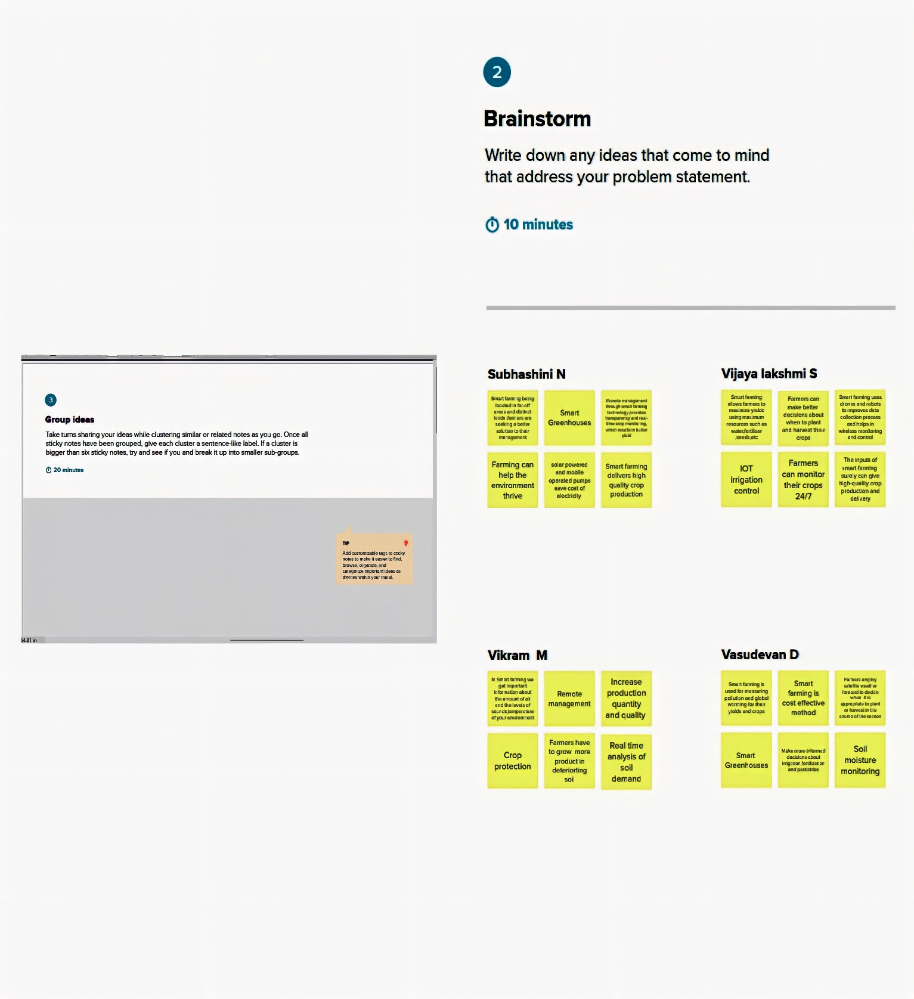 2
Brainstorm
Write down any ideas that come to mind
that address your problem statement.
10 minutes
3
Group ideas
Take turns sharing your ideas while clustering similar or related notes as you go. Once all
sticky notes have been grouped, give each cluster a sentence-like label. If a cluster is
bigger than six sticky notes, try and see if you and break it up into smaller sub-groups.
20 minutes
TIP
Add customizable tags to sticky
notes to make it easier to find,
browse, organize, and
categorize important ideas as
themes within your mural.
54.81 in
Subhashini N
Smart farming being
located in far-off
areas and distinct
lands ,farmers are
seeking a better
solution to their
management
Smart
Greenhouses
Remote management
through smart farming
technology provides
transparency and real-
time crop monitoring,
which results in better
yield
Farming can
help the
environment
thrive
solar powered
and mobile
operated pumps
save cost of
electricity
Smart farming
delivers high
quality crop
production
Vijaya lakshmi S
Smart farming
allows farmers to
maximize yields
using maximum
resources such as
water,fertilizer
,seeds,etc
Farmers can
make better
decisions about
when to plant
and harvest their
crops
Smart farming uses
drones and robots
to improves data
collection process
and helps in
wireless monitoring
and control
IOT
irrigation
control
Farmers
can monitor
their crops
24/7
The inputs of
smart farming
surely can give
high-quality crop
production and
delivery
Vikram M
In Smart farming we
get important
information about
the amount of air
and the levels of
sounds,temperature
of your environment
Remote
management
Increase
production
quantity
and quality
Crop
protection
Farmers have
to grow more
product in
deteriorting
soil
Real time
analysis of
soil
demand
Vasudevan D
Smart farming is
used for measuring
pollution and global
warming for their
yields and crops
Smart
farming is
cost effective
method
Farmers employ
satellite weather
forecast to decide
when it is
appropriate to plant
or harvest in the
course of the season
Smart
Greenhouses
Make more informed
decisions about
irrigation,fertilization
and pesticides
Soil
moisture
monitoring